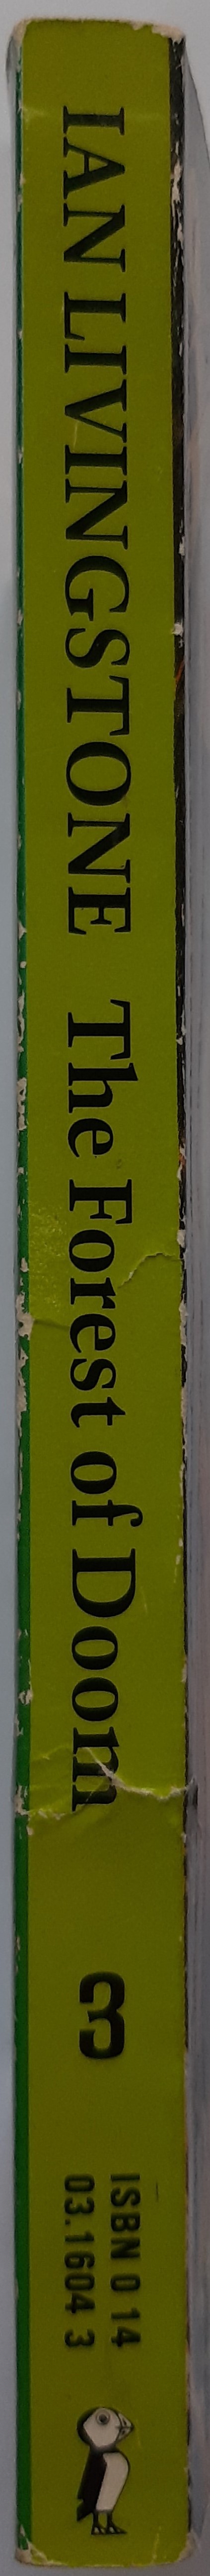 IAN LIVINGSTONE The Forest of Doom 3
ISBN 0 14
03.1604 3